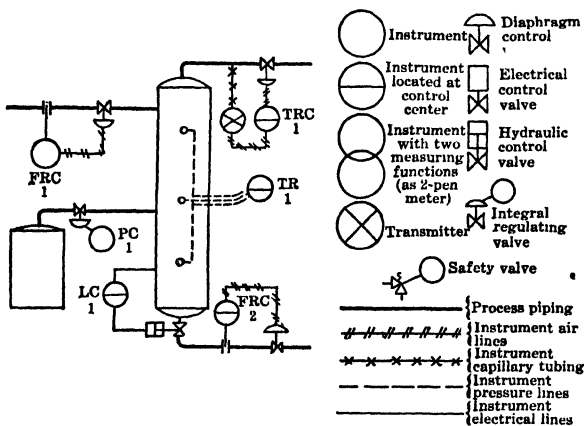 TRC
1
FRC
1
TR
1
PC
1
LC
1
FRC
2
Instrument
Diaphragm
control
Instrument
located at
control
center
Electrical
control
valve
Instrument
with two
measuring
functions
(as 2-pen
meter)
Hydraulic
control
valve
Transmitter
Integral
regulating
valve
Safety valve
Process piping
Instrument air
lines
Instrument
capillary tubing
Instrument
pressure lines
Instrument
electrical lines